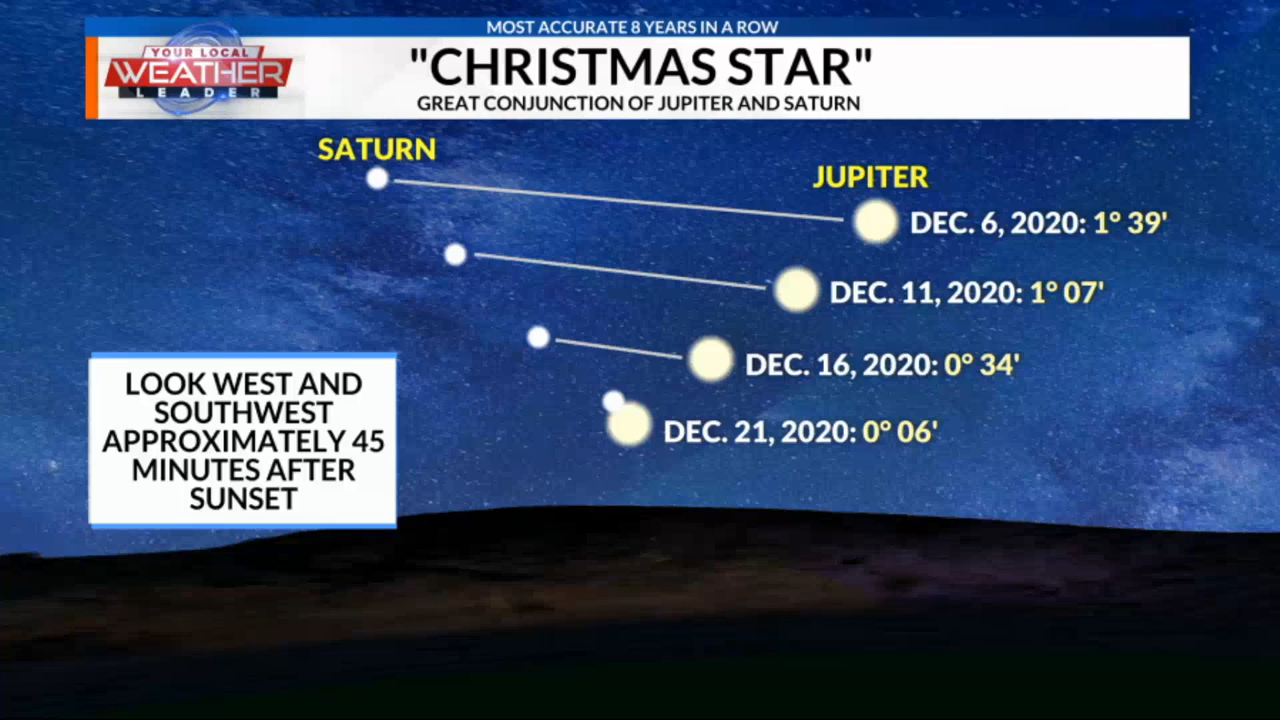 MOST ACCURATE 8 YEARS IN A ROW
YOUR LOCAL
WEATHER
LEADER
"CHRISTMAS STAR"
GREAT CONJUNCTION OF JUPITER AND SATURN
SATURN
JUPITER
DEC. 6, 2020: 1° 39'
DEC. 11, 2020: 1° 07'
DEC. 16, 2020: 0° 34'
DEC. 21, 2020: 0° 06'
LOOK WEST AND
SOUTHWEST
APPROXIMATELY 45
MINUTES AFTER
SUNSET